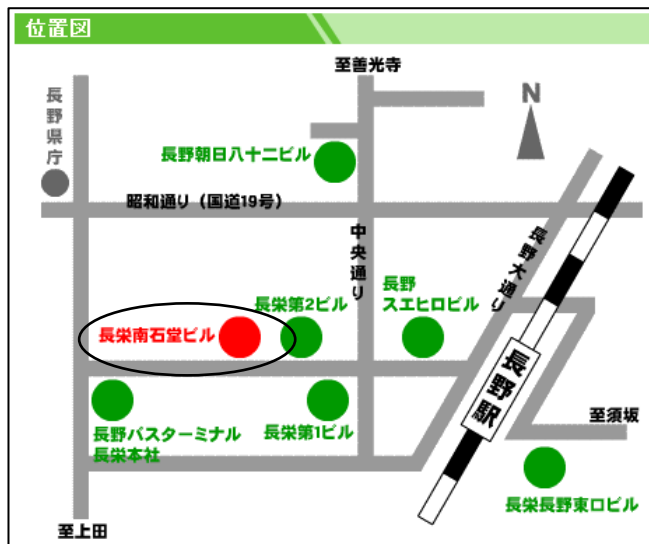 位置図
至善光寺
N
長野県庁
長野朝日八十二ビル
昭和通り（国道19号）
中央通り
長野大通り
長野
スエヒロビル
長栄第2ビル
長栄南石堂ビル
長野駅
長野バスターミナル
長栄本社
長栄第1ビル
至須坂
長栄長野東口ビル
至上田